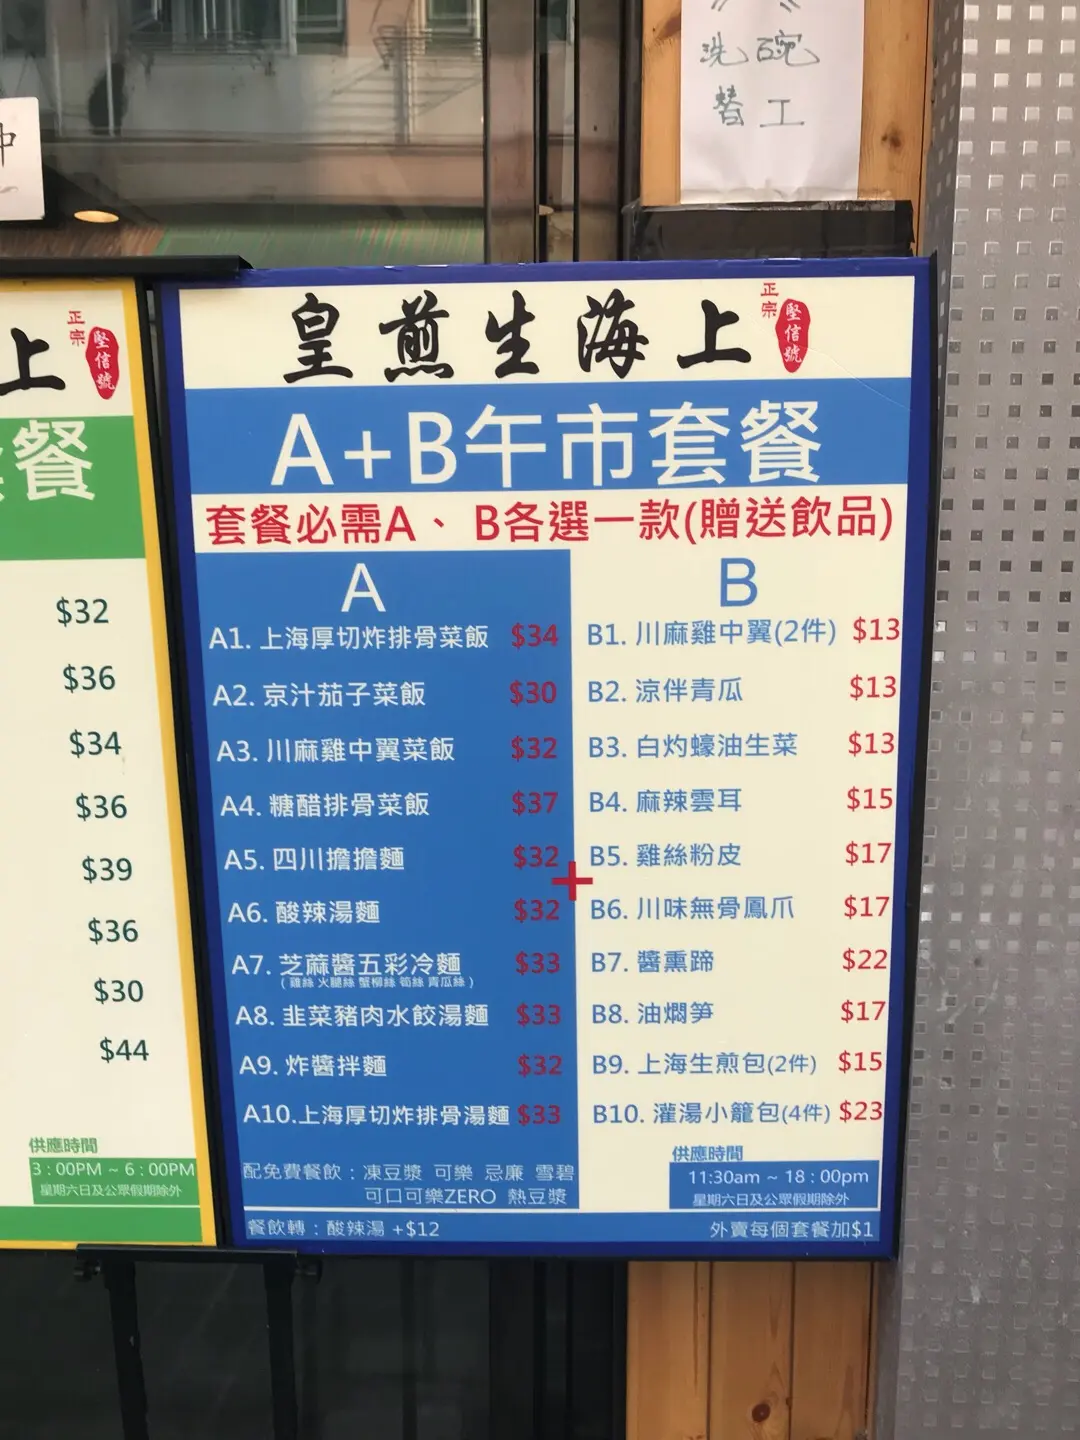 洗碗
替工
中
上
正宗
堅信號
餐
$32
$36
$34
$36
$39
$36
$30
$44
供應時間
3:00PM ~ 6:00PM
星期六日及公眾假期除外
皇煎生海上
正宗
堅信號
A+B午市套餐
套餐必需A、B各選一款(贈送飲品)
A
A1. 上海厚切炸排骨菜飯 $34
A2. 京汁茄子菜飯 $30
A3. 川麻雞中翼菜飯 $32
A4. 糖醋排骨菜飯 $37
A5. 四川擔擔麵 $32
A6. 酸辣湯麵 $32
A7. 芝蔴醬五彩冷麵 $33
(雞絲 火腿絲 蟹柳絲 筍絲 青瓜絲)
A8. 韭菜豬肉水餃湯麵 $33
A9. 炸醬拌麵 $32
A10.上海厚切炸排骨湯麵 $33
配免費餐飲：凍豆漿 可樂 忌廉 雪碧
可口可樂ZERO 熱豆漿
+
B
B1. 川麻雞中翼(2件) $13
B2. 涼伴青瓜 $13
B3. 白灼蠔油生菜 $13
B4. 麻辣雲耳 $15
B5. 雞絲粉皮 $17
B6. 川味無骨鳳爪 $17
B7. 醬熏蹄 $22
B8. 油燜笋 $17
B9. 上海生煎包(2件) $15
B10. 灌湯小籠包(4件) $23
供應時間
11:30am ~ 18:00pm
星期六日及公眾假期除外
餐飲轉：酸辣湯 +$12
外賣每個套餐加$1